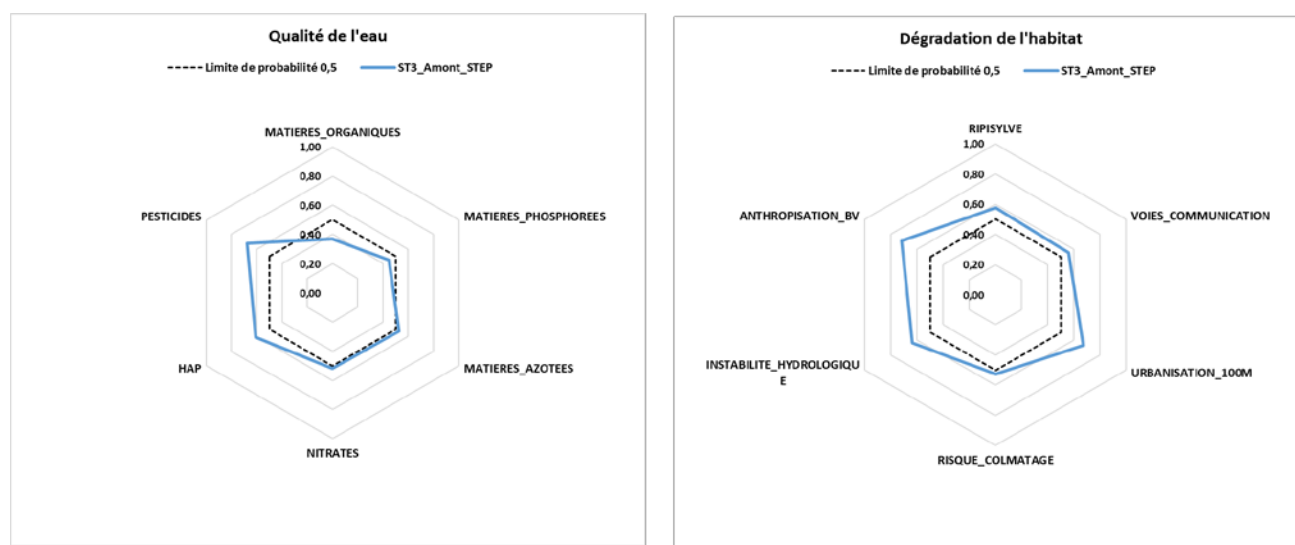 Qualité de l'eau
Limite de probabilité 0,5
ST3_Amont_STEP
MATIERES_ORGANIQUES
1,00
0,80
0,60
0,40
0,20
0,00
MATIERES_PHOSPHOREES
MATIERES_AZOTEES
NITRATES
HAP
PESTICIDES
Dégradation de l'habitat
Limite de probabilité 0,5
ST3_Amont_STEP
RIPISYLVE
1,00
0,80
0,60
0,40
0,20
0,00
VOIES_COMMUNICATION
URBANISATION_100M
RISQUE_COLMATAGE
INSTABILITE_HYDROLOGIQU
E
ANTHROPISATION_BV